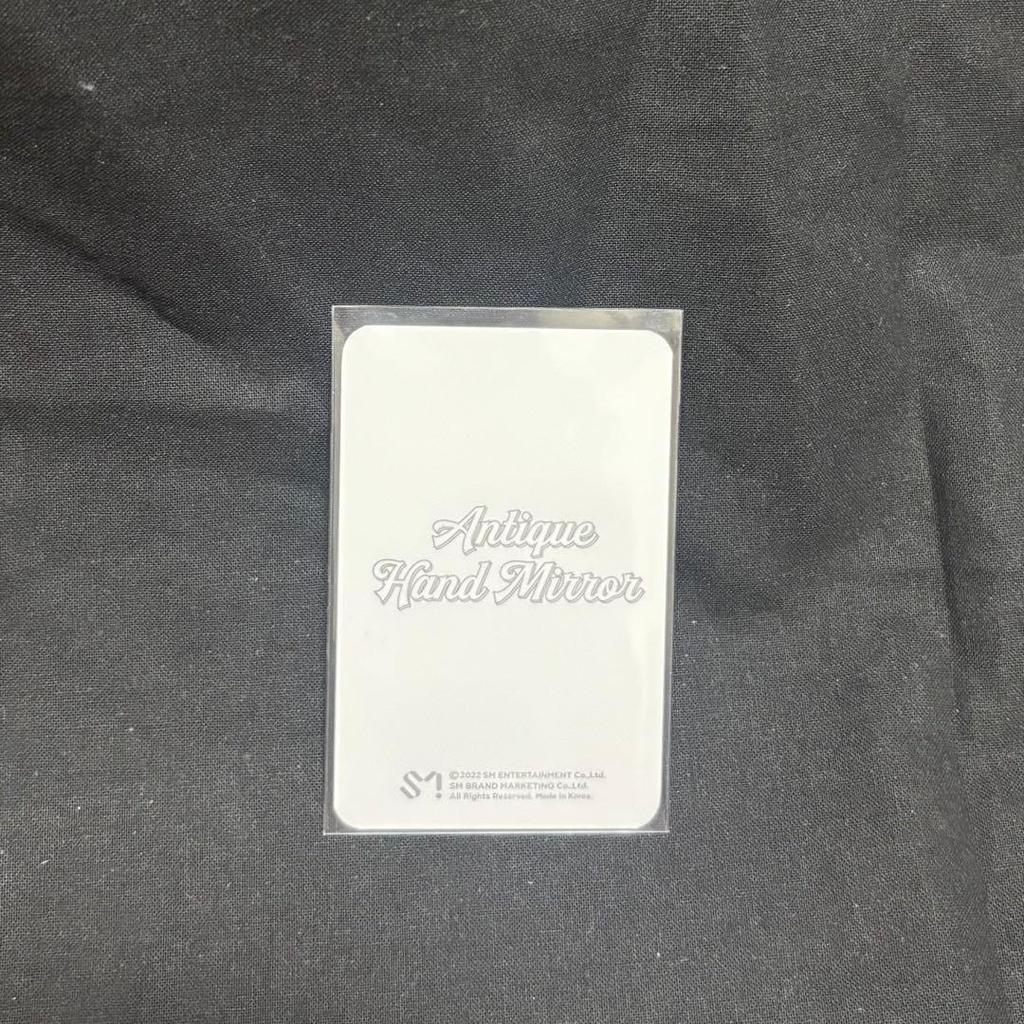 Antique
Hand Mirror
SM
©2022 SM ENTERTAINMENT Co.,Ltd.
SM BRAND MARKETING Co.,Ltd.
All Rights Reserved. Made in Korea.